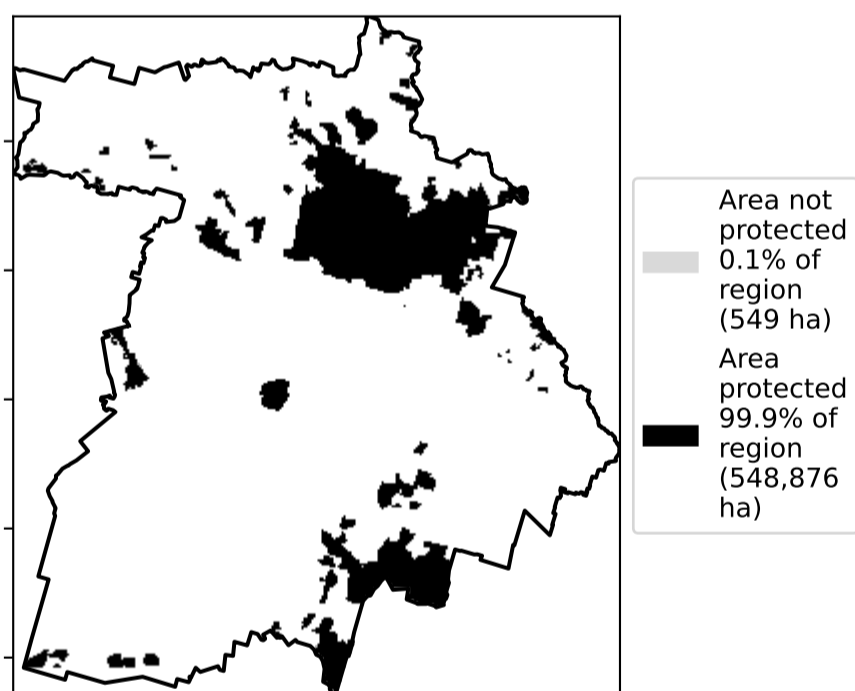 Area not
protected
0.1% of
region
(549 ha)
Area
protected
99.9% of
region
(548,876
ha)